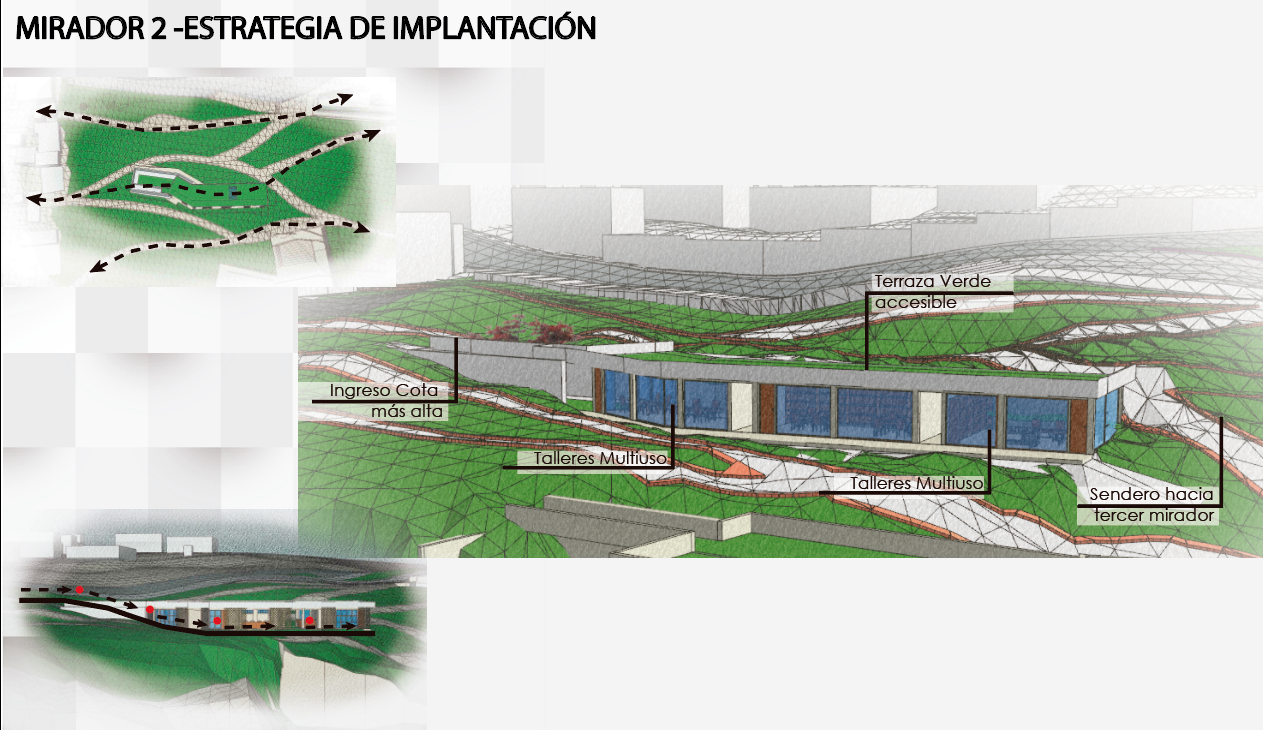 MIRADOR 2 -ESTRATEGIA DE IMPLANTACIÓN
Terraza Verde
accesible
Ingreso Cota
más alta
Talleres Multiuso
Talleres Multiuso
Sendero hacia
tercer mirador